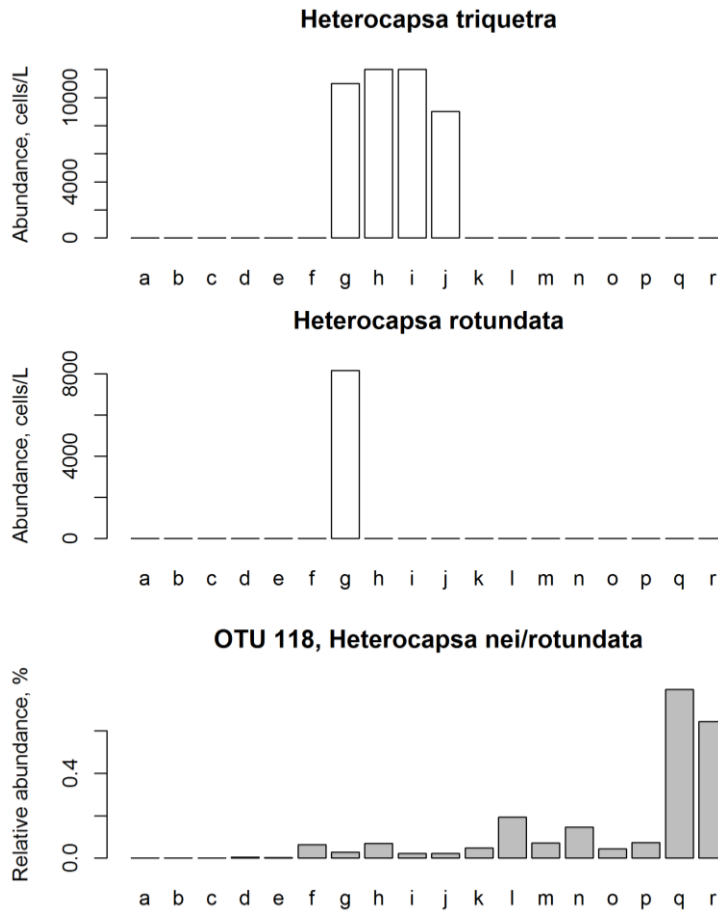 Heterocapsa triquetra
Abundance, cells/L
10000
4000
0
a b c d e f g h i j k l m n o p q r
Heterocapsa rotundata
Abundance, cells/L
8000
4000
0
a b c d e f g h i j k l m n o p q r
OTU 118, Heterocapsa nei/rotundata
Relative abundance, %
0.4
0.0
a b c d e f g h i j k l m n o p q r